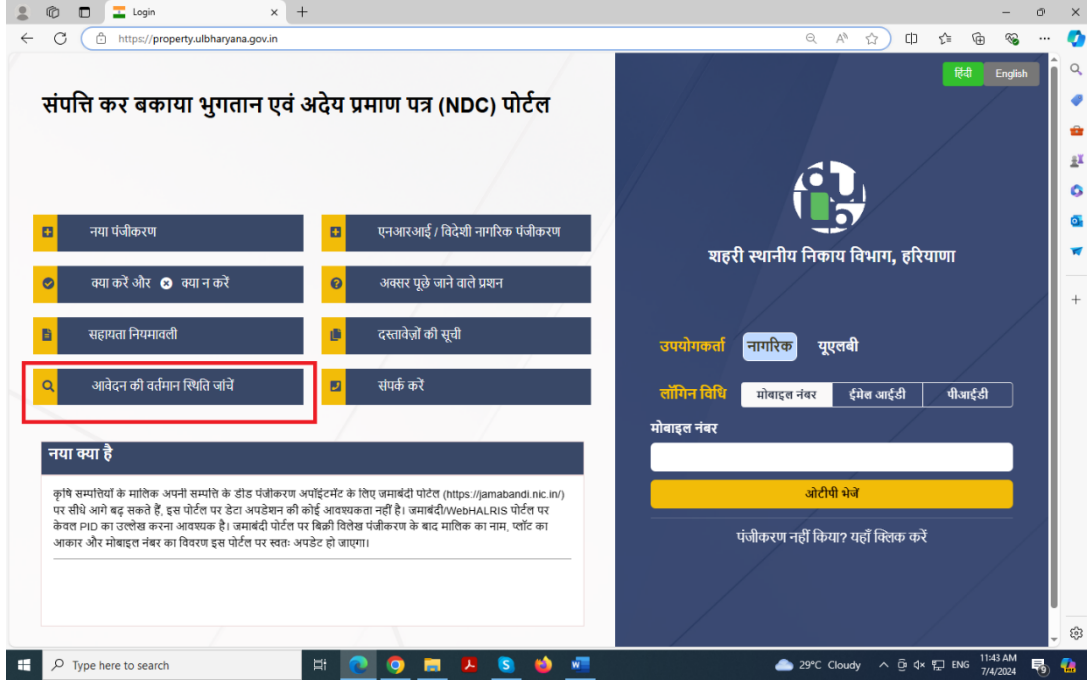 Login
https://property.ulbharyana.gov.in
हिंदी
English
संपत्ति कर बकाया भुगतान एवं अदेय प्रमाण पत्र (NDC) पोर्टल
नया पंजीकरण
एनआरआई / विदेशी नागरिक पंजीकरण
क्या करें और क्या न करें
अक्सर पूछे जाने वाले प्रशन
सहायता नियमावली
दस्तावेज़ों की सूची
आवेदन की वर्तमान स्थिति जांचें
संपर्क करें
नया क्या है
कृषि सम्पत्तियों के मालिक अपनी सम्पत्ति के डीड पंजीकरण अपॉइंटमेंट के लिए जमाबंदी पोर्टल (https://jamabandi.nic.in/)
पर सीधे आगे बढ़ सकते हैं, इस पोर्टल पर डेटा अपडेशन की कोई आवश्यकता नहीं है। जमाबंदी/WebHALRIS पोर्टल पर
केवल PID का उल्लेख करना आवश्यक है। जमाबंदी पोर्टल पर बिक्री विलेख पंजीकरण के बाद मालिक का नाम, प्लॉट का
आकार और मोबाइल नंबर का विवरण इस पोर्टल पर स्वतः अपडेट हो जाएगा।
शहरी स्थानीय निकाय विभाग, हरियाणा
उपयोगकर्ता नागरिक यूएलबी
लॉगिन विधि मोबाइल नंबर ईमेल आईडी पीआईडी
मोबाइल नंबर
ओटीपी भेजें
पंजीकरण नहीं किया? यहाँ क्लिक करें
Type here to search
29°C Cloudy
ENG
11:43 AM
7/4/2024